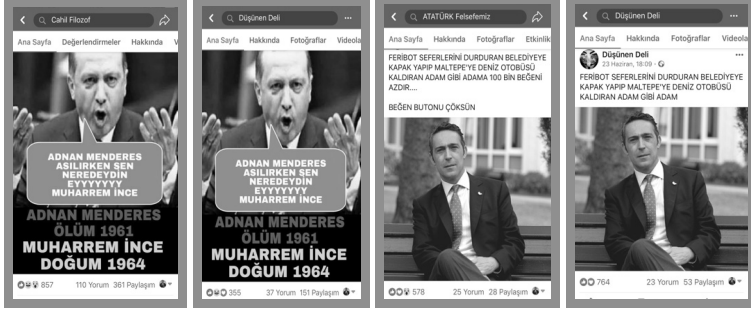 Cahil Filozof
Ana Sayfa Değerlendirmeler Hakkında V
ADNAN MENDERES
ASILIRKEN SEN
NEREDEYDİN
EYYYYYYY
MUHARREM İNCE
ADNAN MENDERES
ÖLÜM 1961
MUHARREM İNCE
DOĞUM 1964
857 110 Yorum 361 Paylaşım
Düşünen Deli
Ana Sayfa Hakkında Fotoğraflar Videola
ADNAN MENDERES
ASILIRKEN SEN
NEREDEYDİN
EYYYYYYY
MUHARREM İNCE
ADNAN MENDERES
ÖLÜM 1961
MUHARREM İNCE
DOĞUM 1964
355 37 Yorum 151 Paylaşım
ATATÜRK Felsefemiz
Ana Sayfa Hakkında Fotoğraflar Etkinlik
FERİBOT SEFERLERİNİ DURDURAN BELEDİYEYE
KAPAK YAPIP MALTEPE'YE DENİZ OTOBÜSÜ
KALDIRAN ADAM GİBİ ADAMA 100 BİN BEĞENİ
AZDIR....
BEĞEN BUTONU ÇÖKSÜN
578 25 Yorum 28 Paylaşım
Düşünen Deli
Ana Sayfa Hakkında Fotoğraflar Videola
Düşünen Deli
23 Haziran, 18:09
FERİBOT SEFERLERİNİ DURDURAN BELEDİYEYE
KAPAK YAPIP MALTEPE'YE DENİZ OTOBÜSÜ
KALDIRAN ADAM GİBİ ADAM
764 23 Yorum 53 Paylaşım